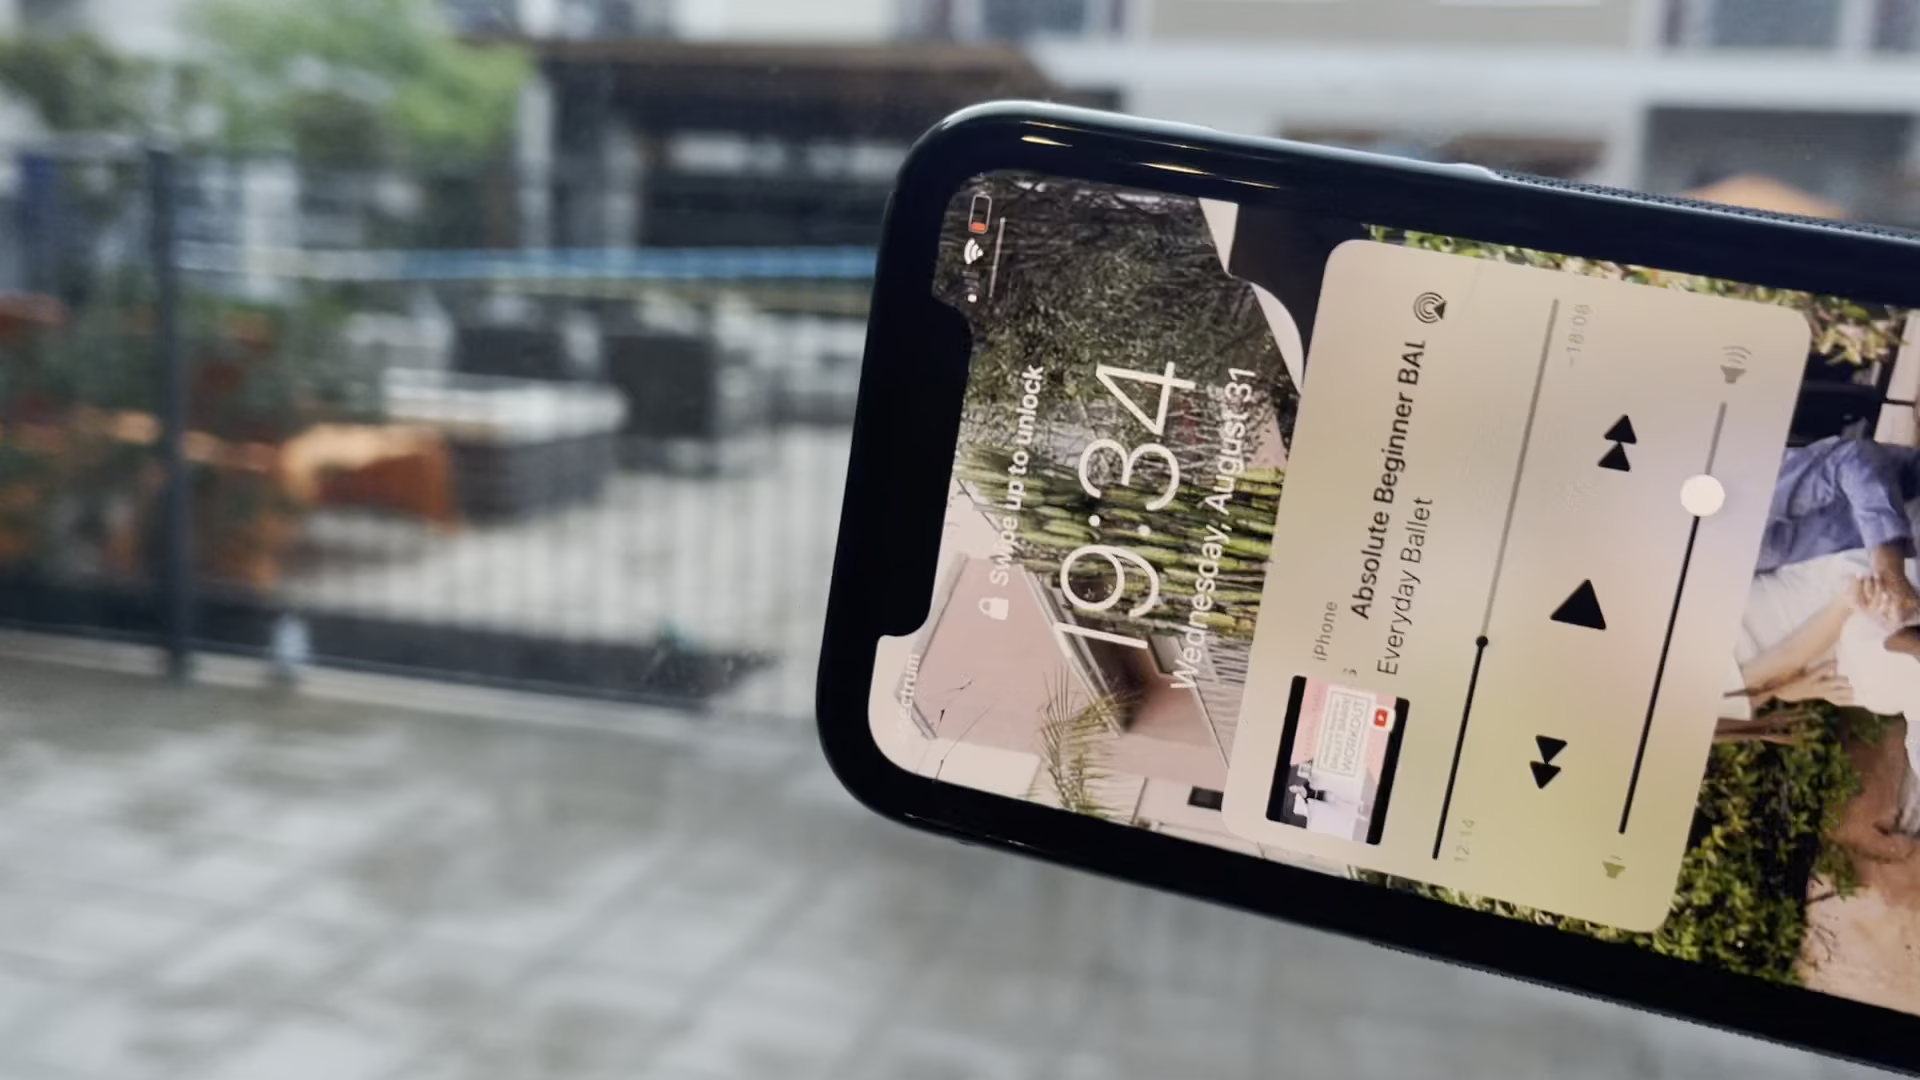 Spectrum
Swipe up to unlock
19:34
Wednesday, August 31
iPhone
s Absolute Beginner BAL
Everyday Ballet
WORKOUT
12:14
-18:08